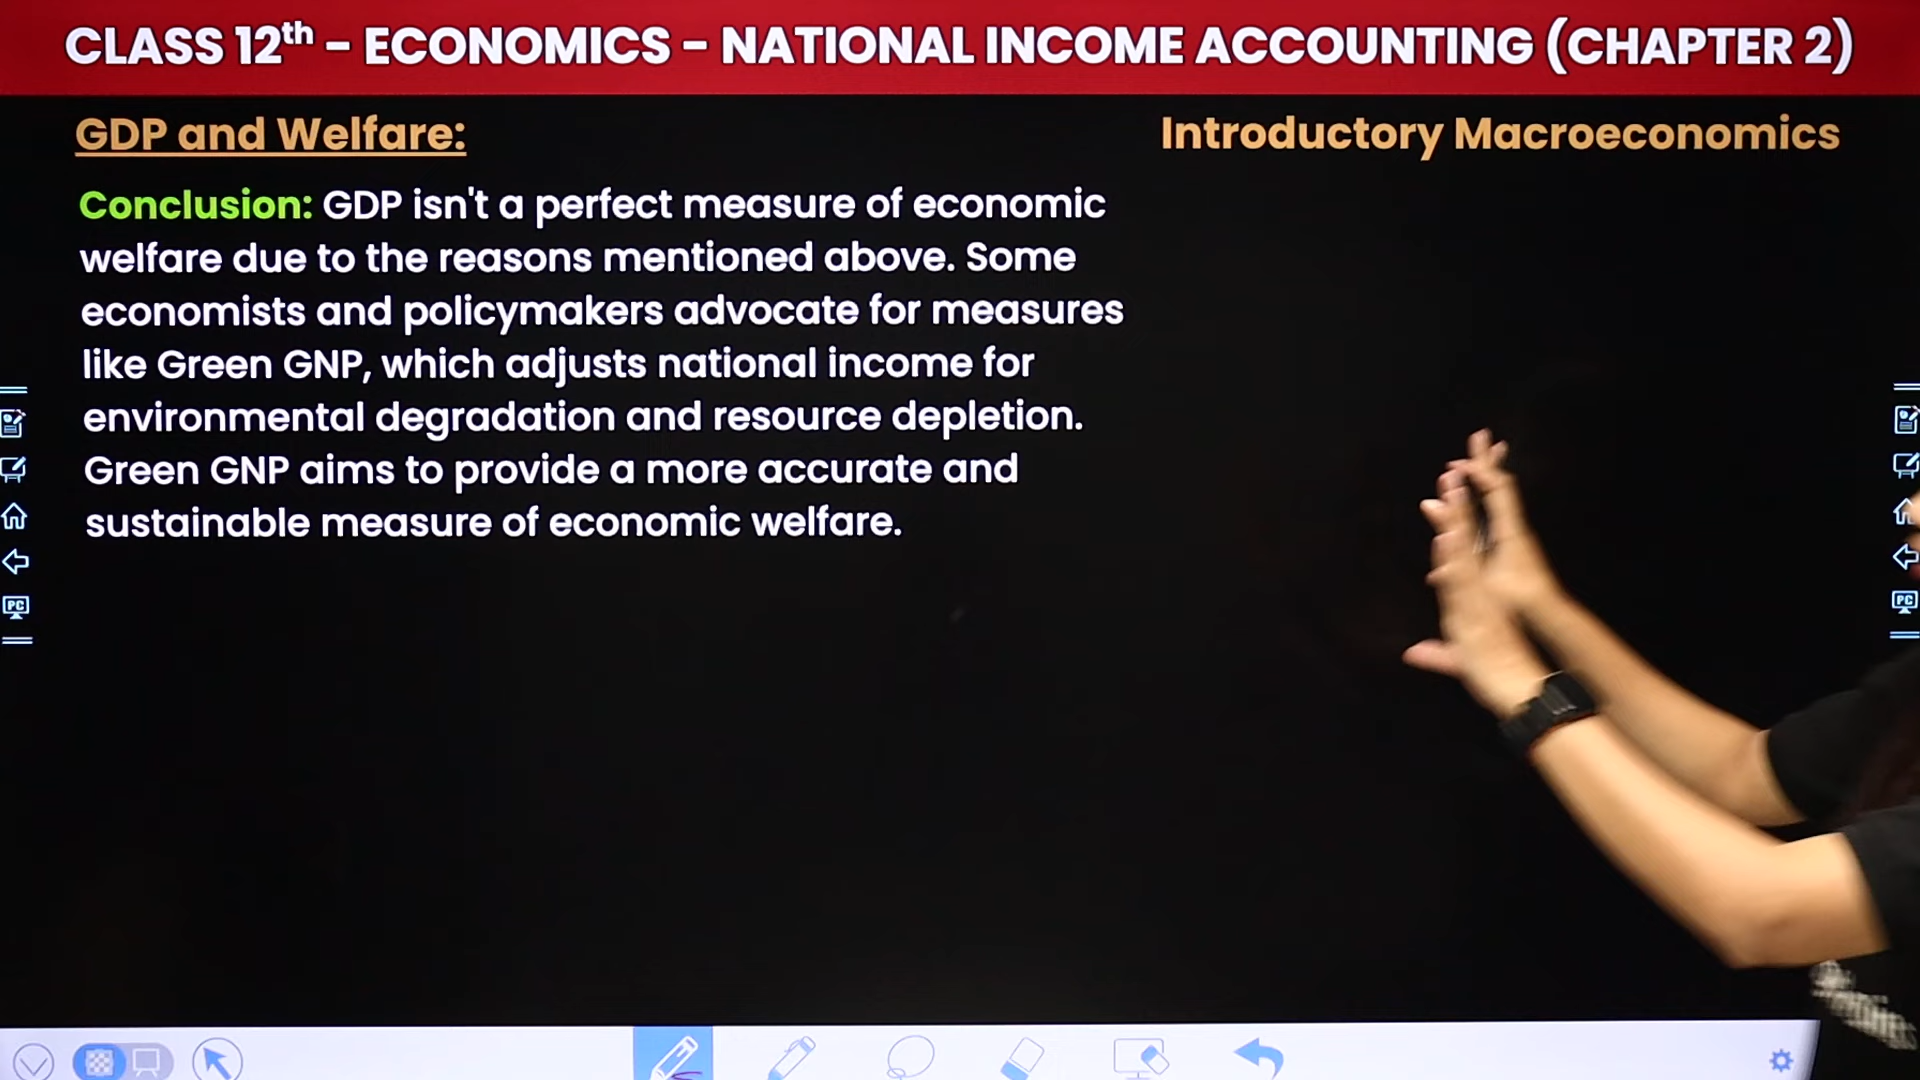 CLASS 12th – ECONOMICS – NATIONAL INCOME ACCOUNTING (CHAPTER 2)
GDP and Welfare:
Introductory Macroeconomics
Conclusion: GDP isn't a perfect measure of economic
welfare due to the reasons mentioned above. Some
economists and policymakers advocate for measures
like Green GNP, which adjusts national income for
environmental degradation and resource depletion.
Green GNP aims to provide a more accurate and
sustainable measure of economic welfare.
PC
PC